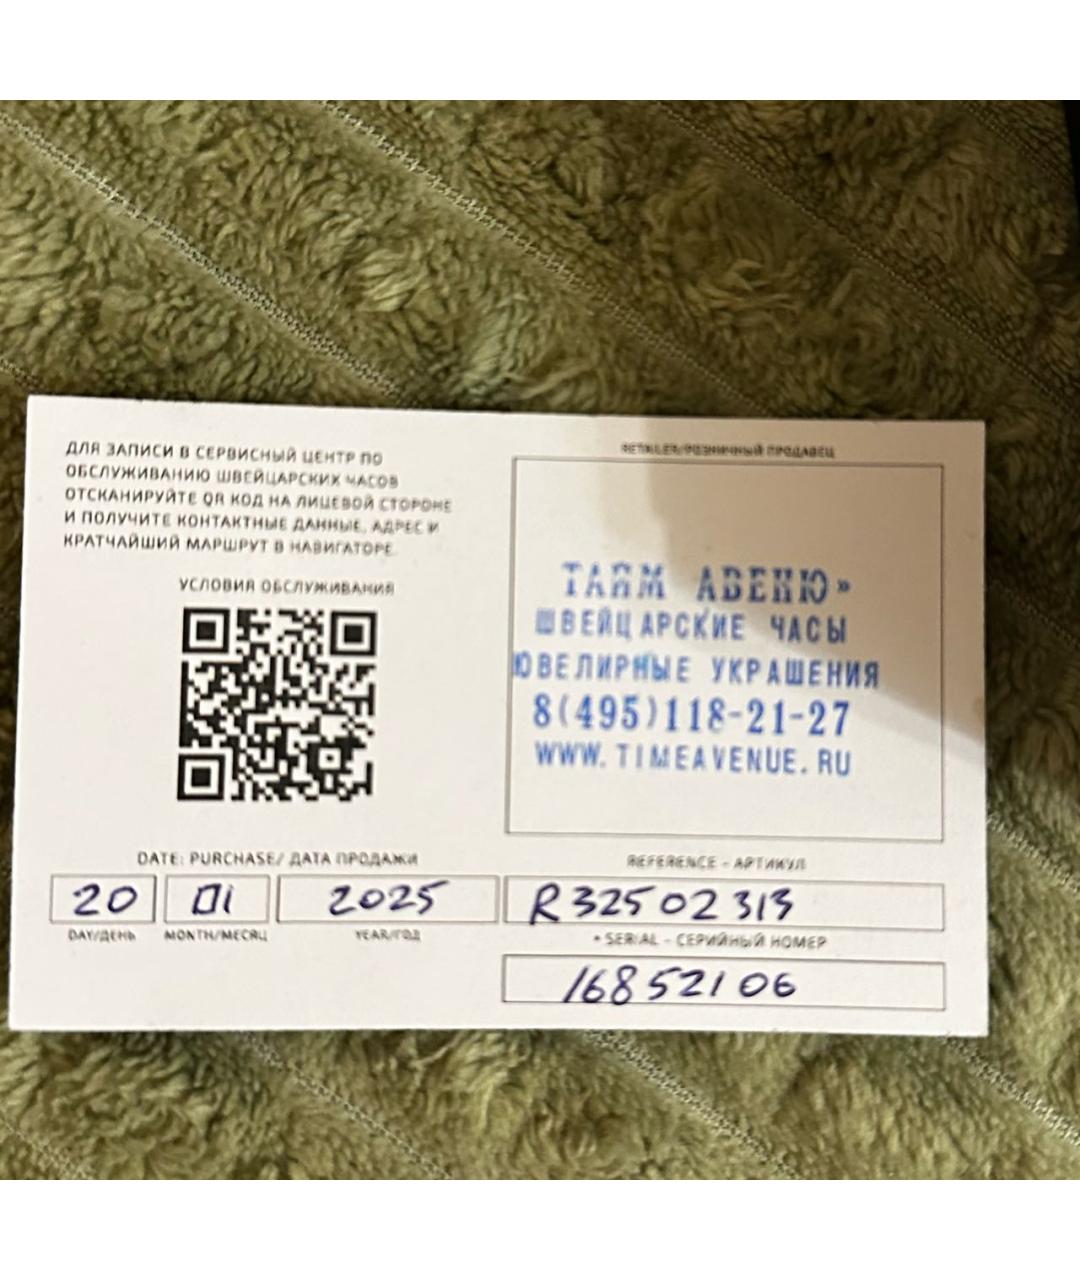 ДЛЯ ЗАПИСИ В СЕРВИСНЫЙ ЦЕНТР ПО
ОБСЛУЖИВАНИЮ ШВЕЙЦАРСКИХ ЧАСОВ
ОТСКАНИРУЙТЕ QR КОД НА ЛИЦЕВОЙ СТОРОНЕ
И ПОЛУЧИТЕ КОНТАКТНЫЕ ДАННЫЕ, АДРЕС И
КРАТЧАЙШИЙ МАРШРУТ В НАВИГАТОРЕ.
УСЛОВИЯ ОБСЛУЖИВАНИЯ
RETAILER/РОЗНИЧНЫЙ ПРОДАВЕЦ
ТАЙМ АВЕНЮ»
ШВЕЙЦАРСКИЕ ЧАСЫ
ЮВЕЛИРНЫЕ УКРАШЕНИЯ
8(495)118-21-27
WWW.TIMEAVENUE.RU
DATE: PURCHASE/ ДАТА ПРОДАЖИ
20 01 2025
DAY/ДЕНЬ MONTH/МЕСЯЦ YEAR/ГОД
REFERENCE - АРТИКУЛ
R32502313
• SERIAL - СЕРИЙНЫЙ НОМЕР
16852106